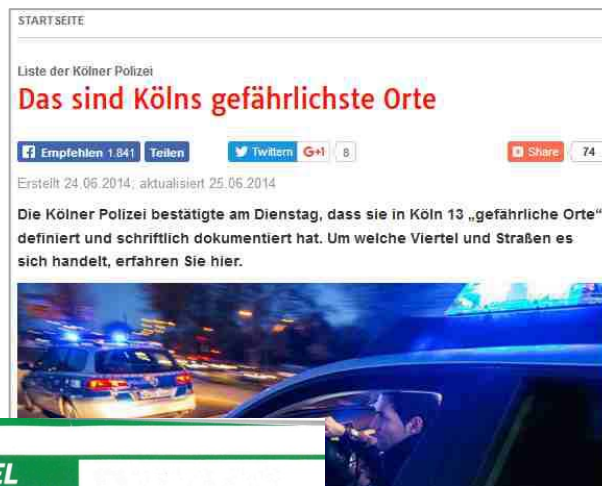 STARTSEITE
Liste der Kölner Polizei
Das sind Kölns gefährlichste Orte
Empfehlen 1.841 Teilen Twittern G+1 8 Share 74
Erstellt 24.06.2014; aktualisiert 25.06.2014
Die Kölner Polizei bestätigte am Dienstag, dass sie in Köln 13 „gefährliche Orte“
definiert und schriftlich dokumentiert hat. Um welche Viertel und Straßen es
sich handelt, erfahren Sie hier.
EL